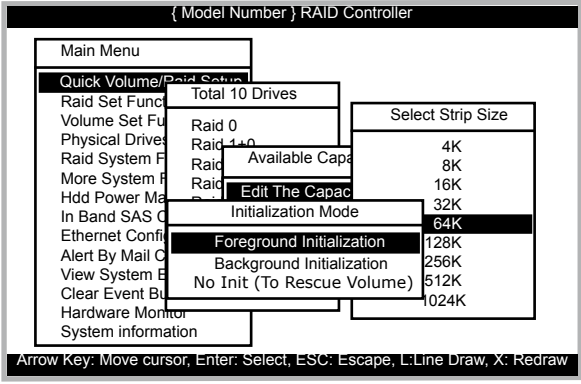 { Model Number } RAID Controller
Main Menu
Quick Volume/Raid Setup
Raid Set Funct
Volume Set Fu
Physical Drives
Raid System F
More System F
Hdd Power Ma
In Band SAS C
Ethernet Confi
Alert By Mail C
View System E
Clear Event Bu
Hardware Monitor
System information
Total 10 Drives
Raid 0
Raid 1+0
Raid
Raid
Available Capa
Edit The Capac
Initialization Mode
Foreground Initialization
Background Initialization
No Init (To Rescue Volume)
Select Strip Size
4K
8K
16K
32K
64K
128K
256K
512K
1024K
Arrow Key: Move cursor, Enter: Select, ESC: Escape, L:Line Draw, X: Redraw